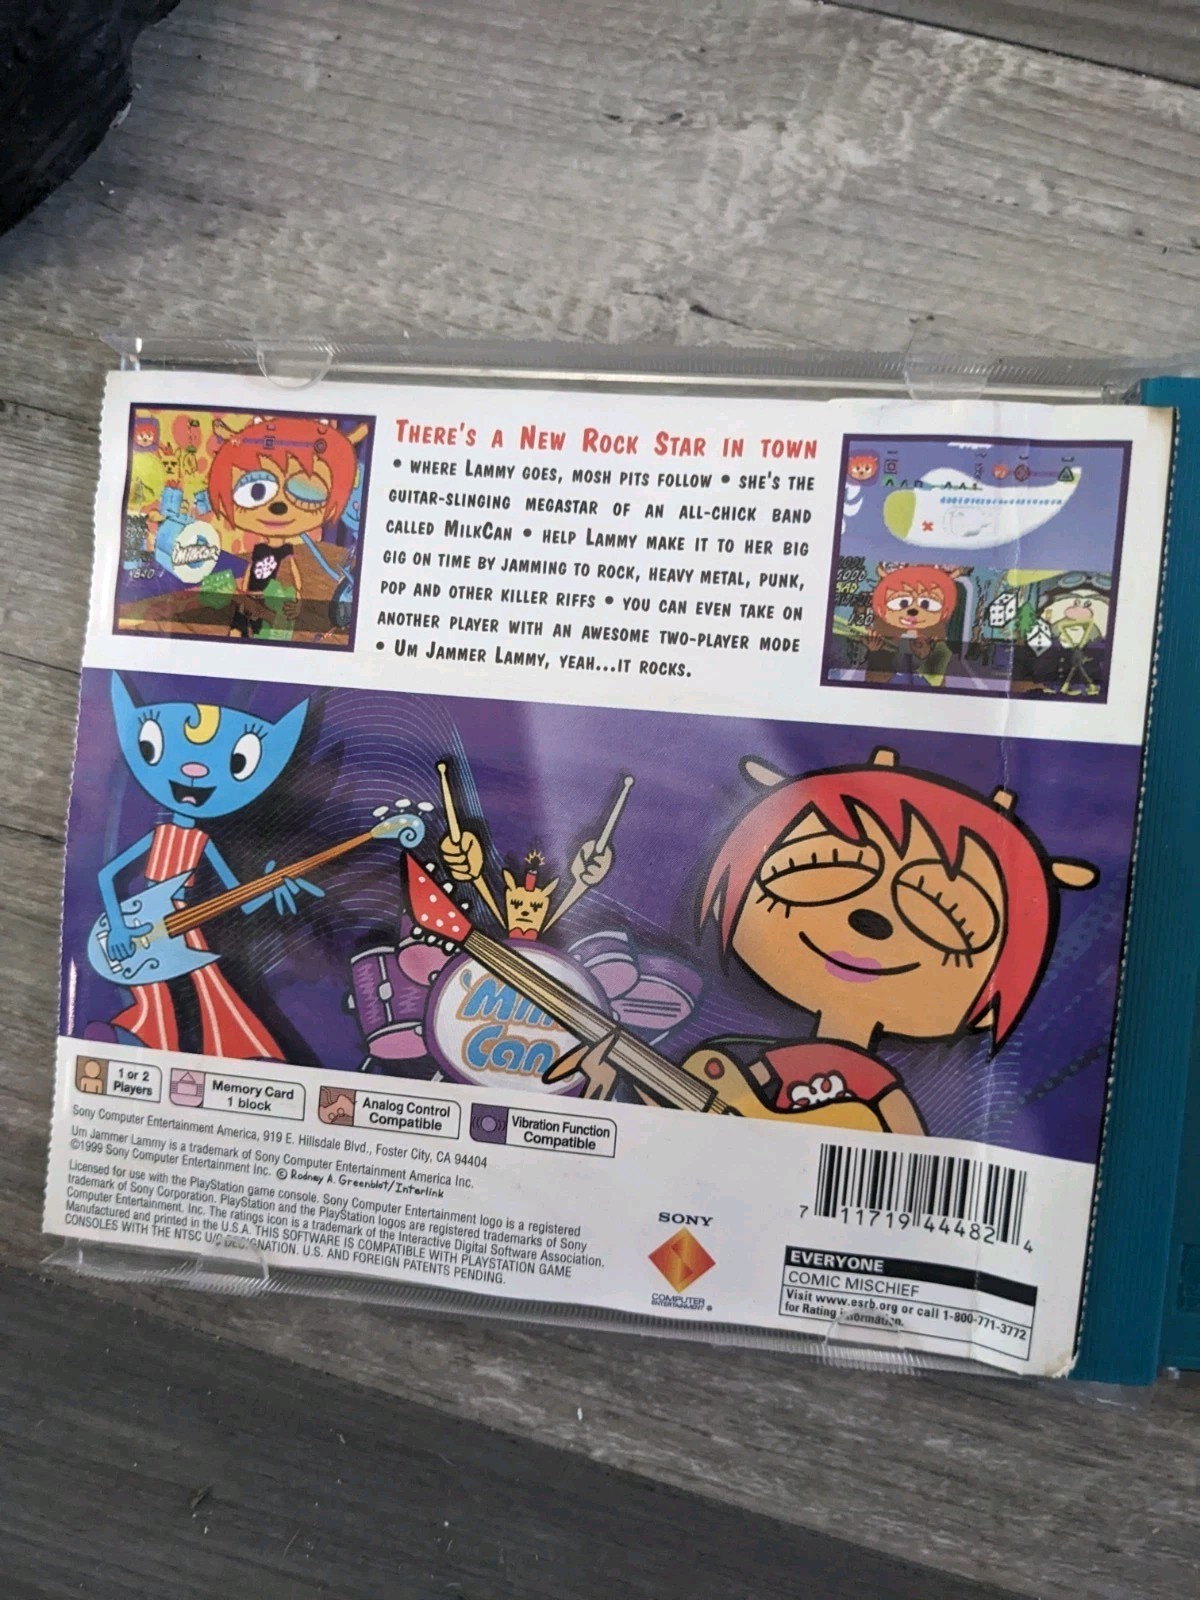 THERE'S A NEW ROCK STAR IN TOWN
• WHERE LAMMY GOES, MOSH PITS FOLLOW • SHE'S THE
GUITAR-SLINGING MEGASTAR OF AN ALL-CHICK BAND
CALLED MILKCAN • HELP LAMMY MAKE IT TO HER BIG
GIG ON TIME BY JAMMING TO ROCK, HEAVY METAL, PUNK,
POP AND OTHER KILLER RIFFS • YOU CAN EVEN TAKE ON
ANOTHER PLAYER WITH AN AWESOME TWO-PLAYER MODE
• UM JAMMER LAMMY, YEAH...IT ROCKS.
MilkCan
Can
1 or 2
Players
Memory Card
1 block
Analog Control
Compatible
Vibration Function
Compatible
Sony Computer Entertainment America, 919 E. Hillsdale Blvd., Foster City, CA 94404
Um Jammer Lammy is a trademark of Sony Computer Entertainment America Inc.
©1999 Sony Computer Entertainment Inc. © Rodney A. Greenblat/Interlink
Licensed for use with the PlayStation game console. Sony Computer Entertainment logo is a registered
trademark of Sony Corporation. PlayStation and the PlayStation logos are registered trademarks of Sony
Computer Entertainment, Inc. The ratings icon is a trademark of the Interactive Digital Software Association.
Manufactured and printed in the U.S.A. THIS SOFTWARE IS COMPATIBLE WITH PLAYSTATION GAME
CONSOLES WITH THE NTSC U/C DESIGNATION. U.S. AND FOREIGN PATENTS PENDING.
SONY
COMPUTER
ENTERTAINMENT ®
7 11719 44482 4
EVERYONE
COMIC MISCHIEF
Visit www.esrb.org or call 1-800-771-3772
for Rating Information.